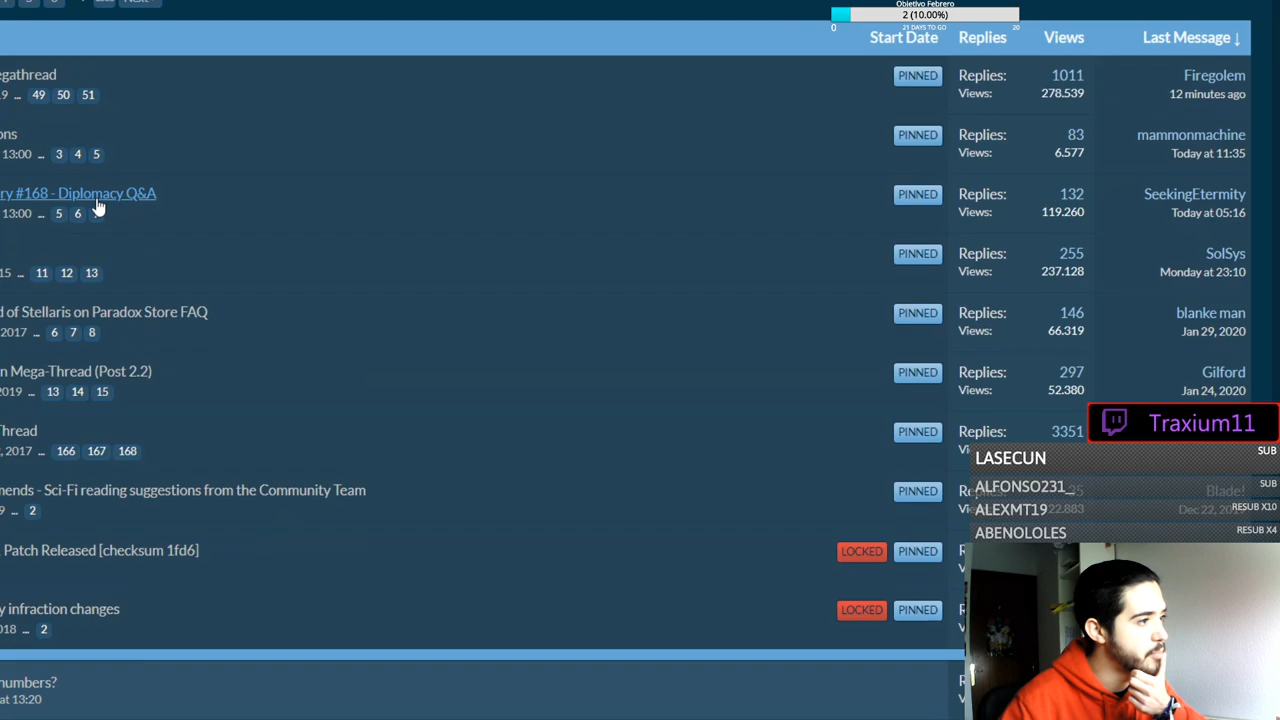 Objetivo Febrero
2 (10.00%)
0 21 DAYS TO GO 20
Start Date Replies Views Last Message ↓
egathread PINNED Replies: 1011 Firegolem
9 ... 49 50 51 Views: 278.539 12 minutes ago
ons PINNED Replies: 83 mammonmachine
13:00 ... 3 4 5 Views: 6.577 Today at 11:35
ry #168 - Diplomacy Q&A PINNED Replies: 132 SeekingEtermity
13:00 ... 5 6 Views: 119.260 Today at 05:16
PINNED Replies: 255 SolSys
15 ... 11 12 13 Views: 237.128 Monday at 23:10
d of Stellaris on Paradox Store FAQ PINNED Replies: 146 blanke man
2017 ... 6 7 8 Views: 66.319 Jan 29, 2020
n Mega-Thread (Post 2.2) PINNED Replies: 297 Gilford
2019 ... 13 14 15 Views: 52.380 Jan 24, 2020
Thread PINNED Replies: 3351
, 2017 ... 166 167 168
Traxium11
LASECUN SUB
mends - Sci-Fi reading suggestions from the Community Team PINNED Blade!
9 ... 2
ALFONSO231_ SUB
ALEXMT19 RESUB X10
ABENOLOLES RESUB X4
Patch Released [checksum 1fd6] LOCKED PINNED
y infraction changes LOCKED PINNED
018 ... 2
numbers?
at 13:20